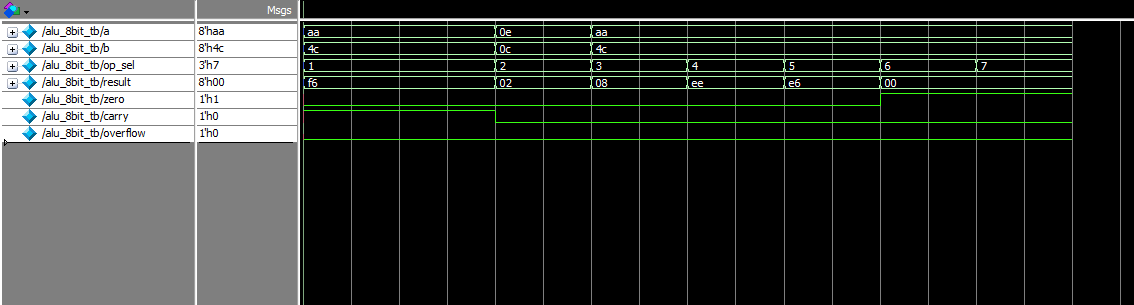 Msgs
/alu_8bit_tb/a 8'haa aa 0e aa
/alu_8bit_tb/b 8'h4c 4c 0c 4c
/alu_8bit_tb/op_sel 3'h7 1 2 3 4 5 6 7
/alu_8bit_tb/result 8'h00 f6 02 08 ee e6 00
/alu_8bit_tb/zero 1'h1
/alu_8bit_tb/carry 1'h0
/alu_8bit_tb/overflow 1'h0